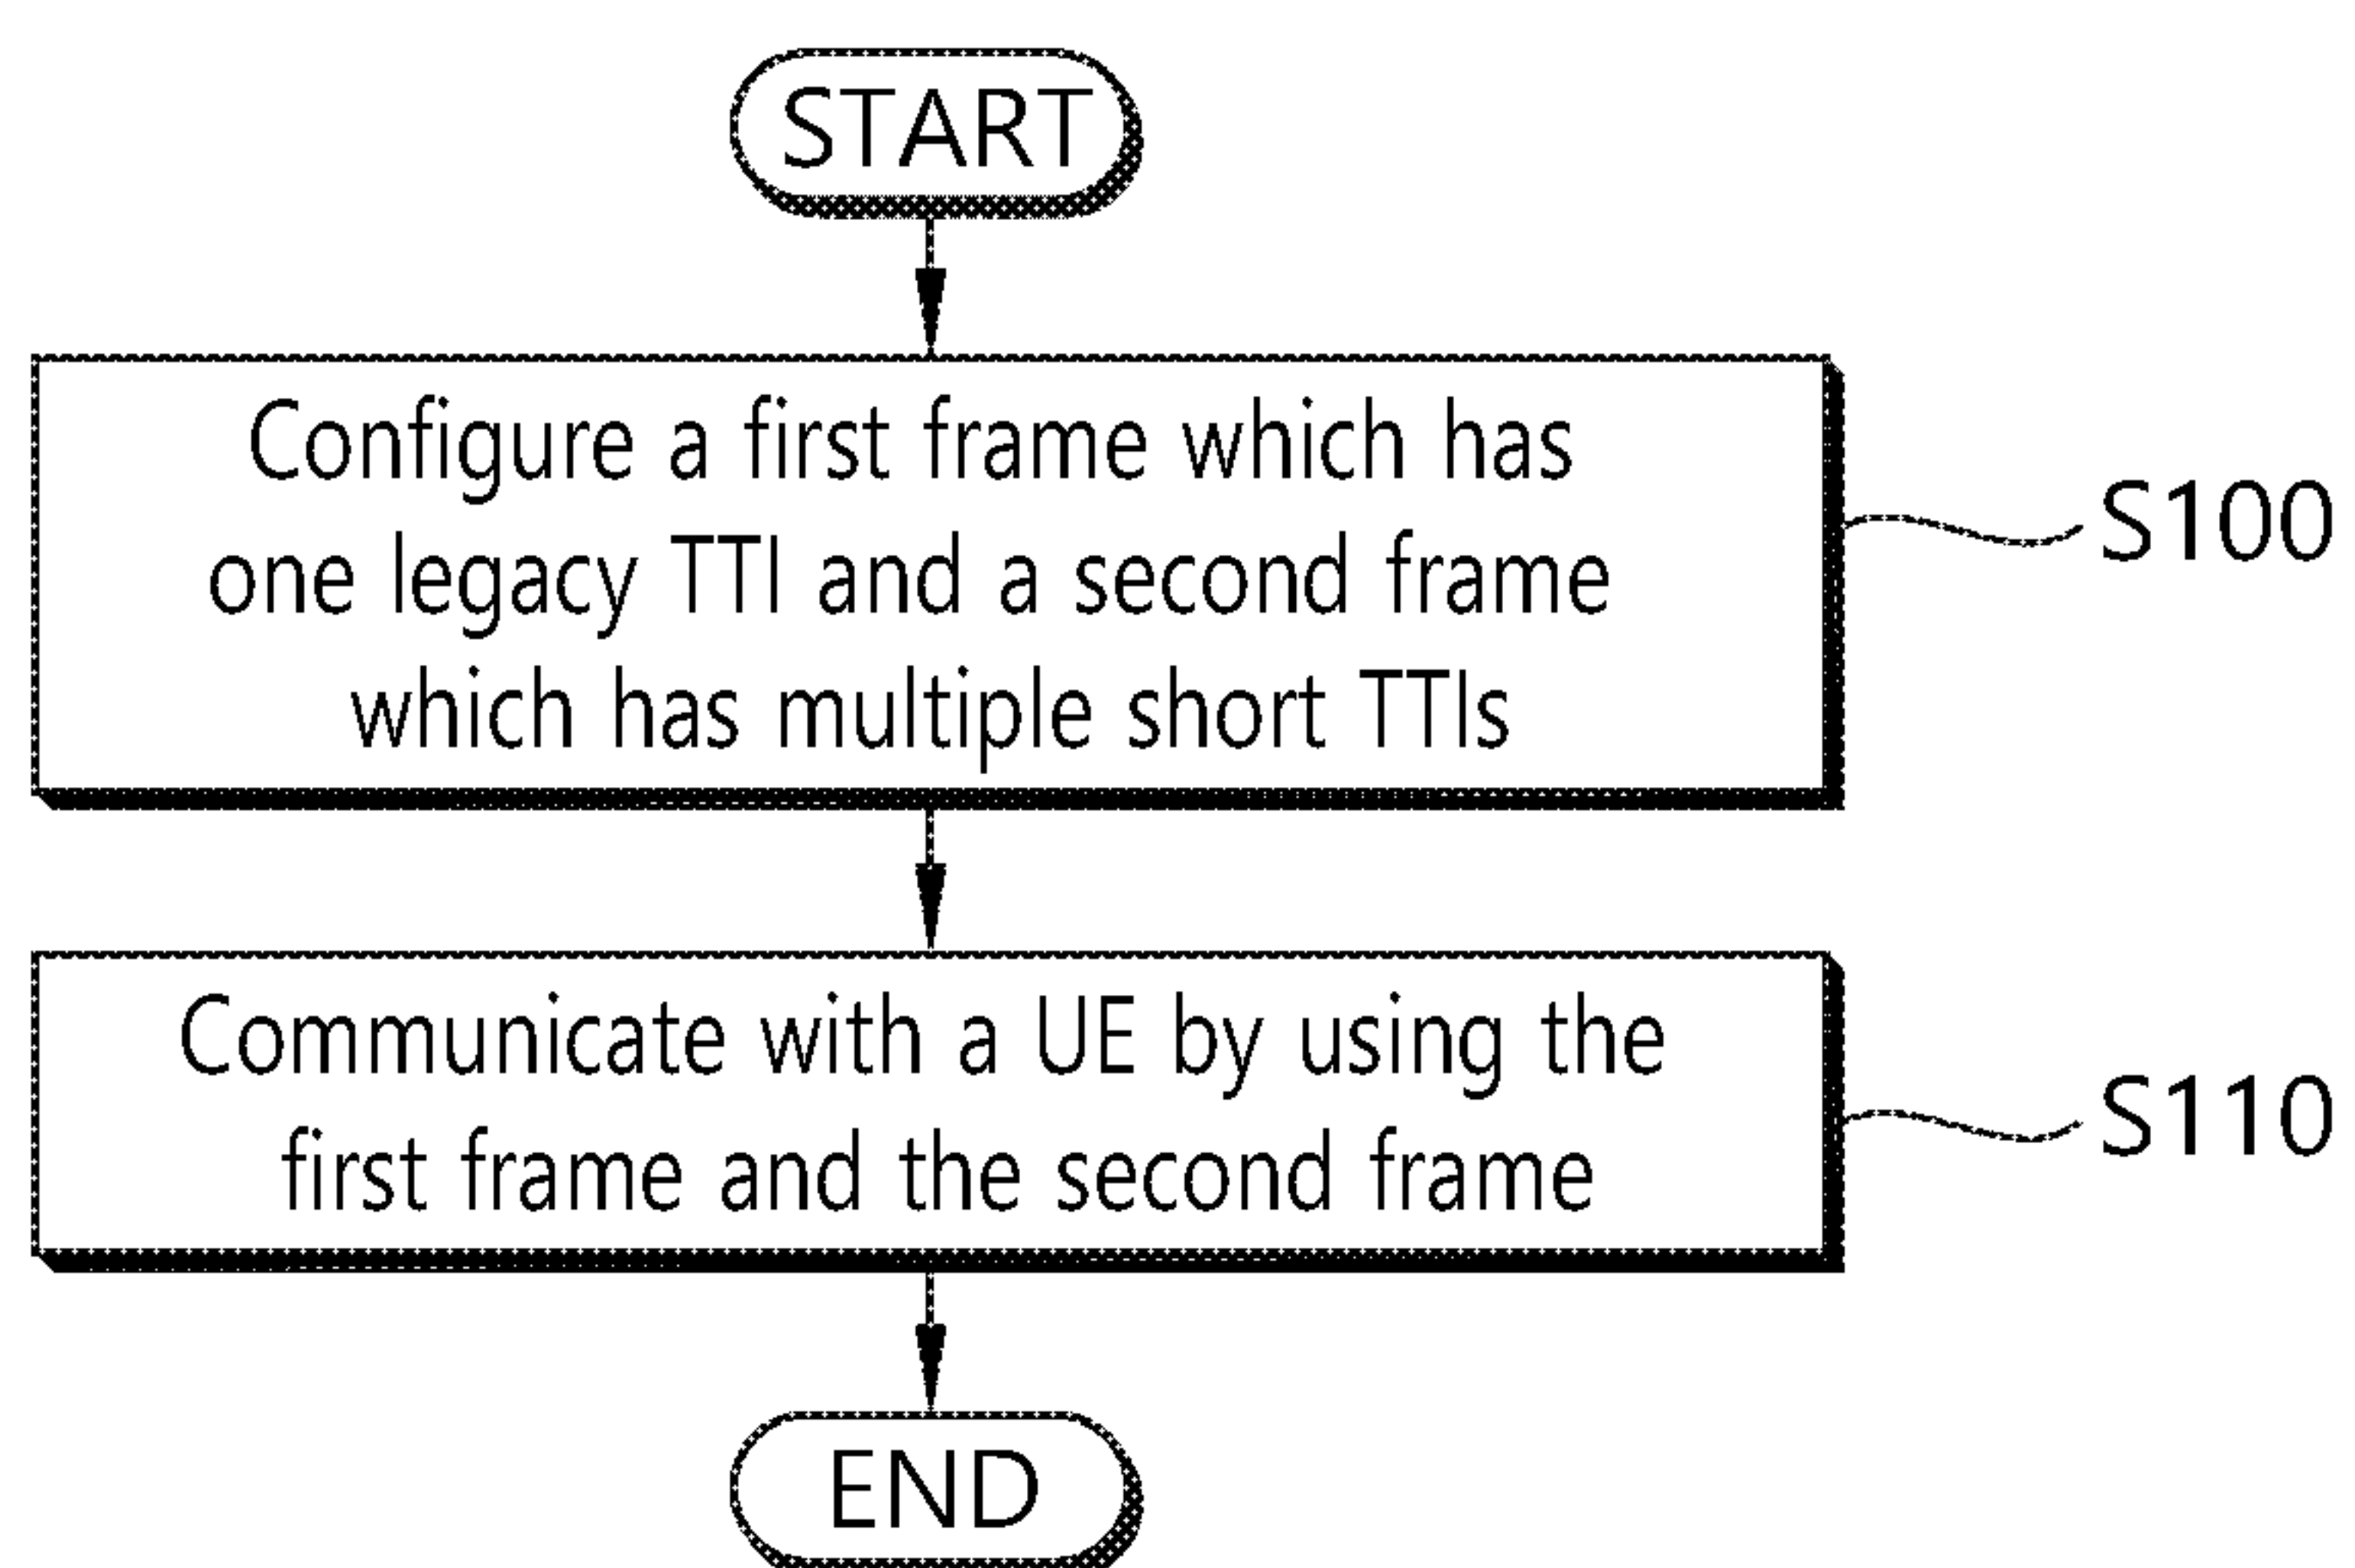 START
Configure a first frame which has
one legacy TTI and a second frame
which has multiple short TTIs
S100
Communicate with a UE by using the
first frame and the second frame
S110
END